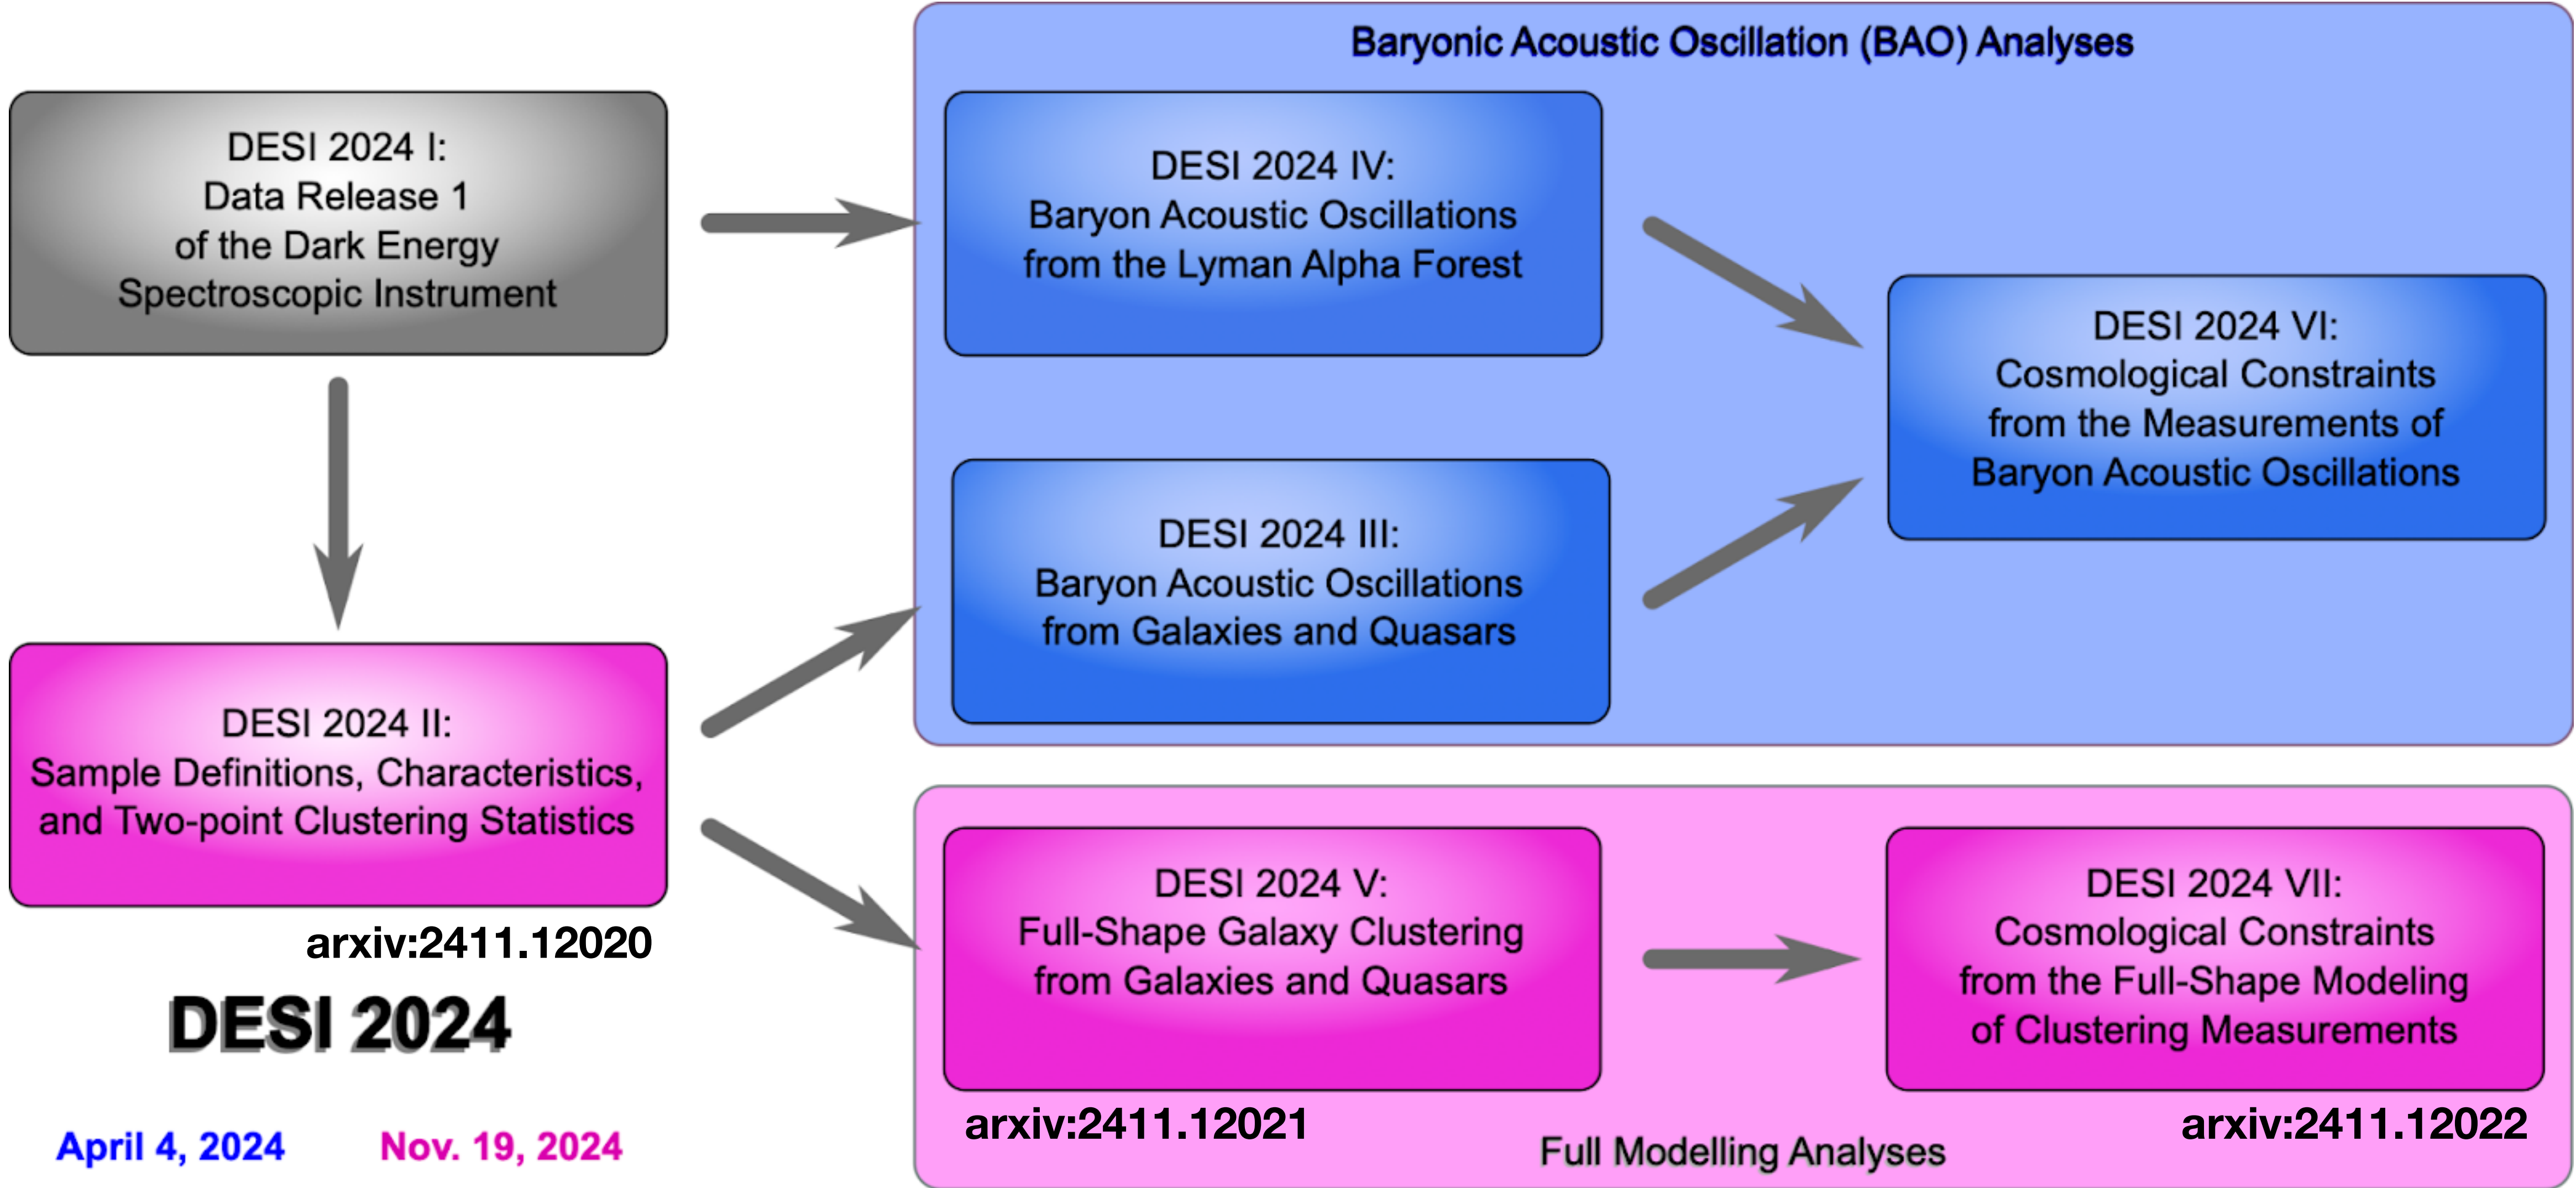 Baryonic Acoustic Oscillation (BAO) Analyses
DESI 2024 I:
Data Release 1
of the Dark Energy
Spectroscopic Instrument
DESI 2024 IV:
Baryon Acoustic Oscillations
from the Lyman Alpha Forest
DESI 2024 VI:
Cosmological Constraints
from the Measurements of
Baryon Acoustic Oscillations
DESI 2024 III:
Baryon Acoustic Oscillations
from Galaxies and Quasars
DESI 2024 II:
Sample Definitions, Characteristics,
and Two-point Clustering Statistics
arxiv:2411.12020
DESI 2024 V:
Full-Shape Galaxy Clustering
from Galaxies and Quasars
arxiv:2411.12021
DESI 2024 VII:
Cosmological Constraints
from the Full-Shape Modeling
of Clustering Measurements
arxiv:2411.12022
Full Modelling Analyses
DESI 2024
April 4, 2024
Nov. 19, 2024